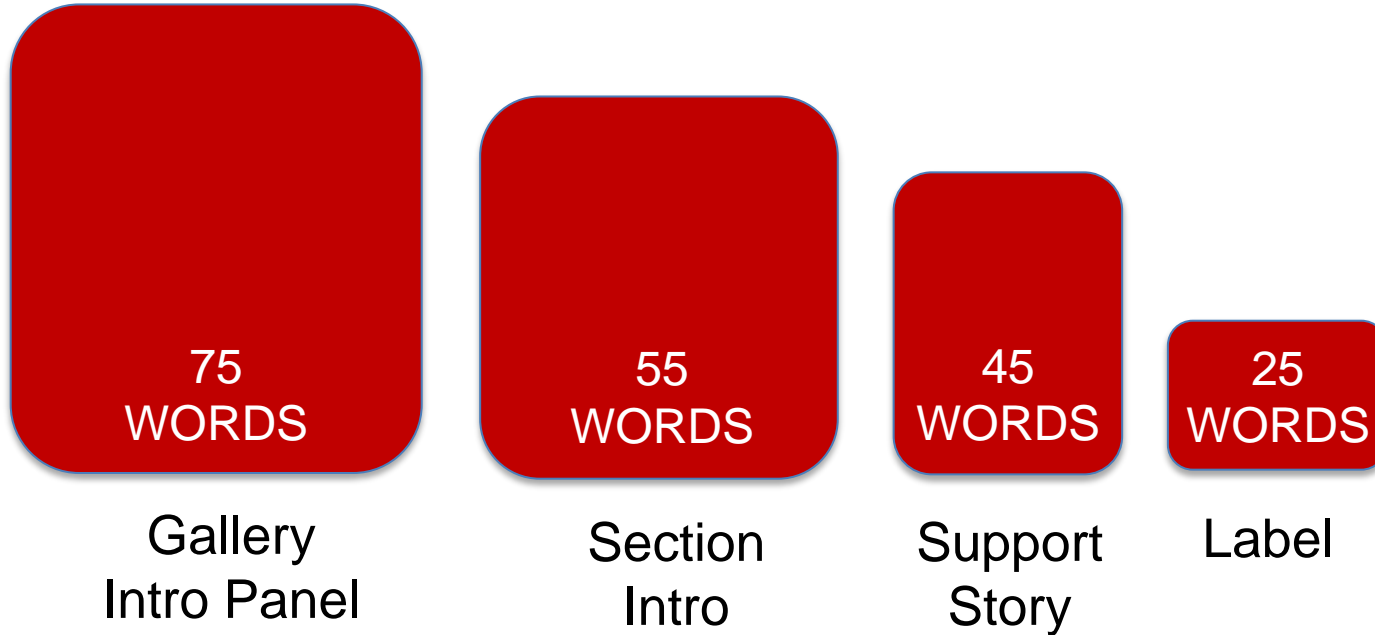 75
WORDS
Gallery
Intro Panel
55
WORDS
Section
Intro
45
WORDS
Support
Story
25
WORDS
Label